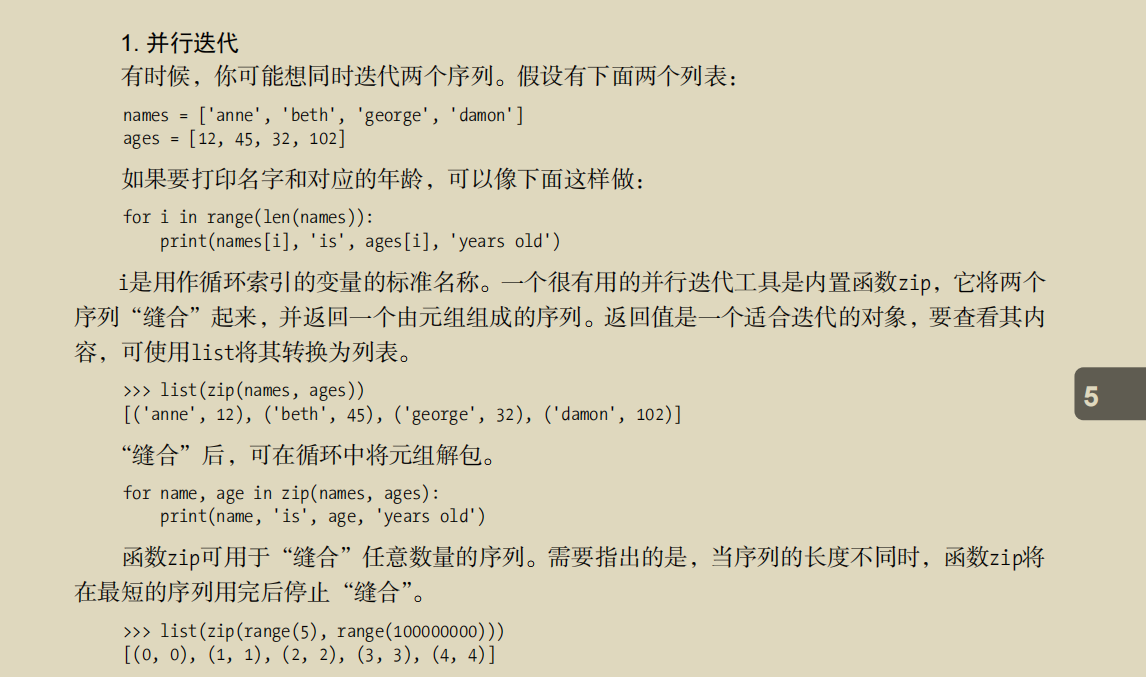 1. 并行迭代
有时候，你可能想同时迭代两个序列。假设有下面两个列表：
names = ['anne', 'beth', 'george', 'damon']
ages = [12, 45, 32, 102]
如果要打印名字和对应的年龄，可以像下面这样做：
for i in range(len(names)):
    print(names[i], 'is', ages[i], 'years old')
i是用作循环索引的变量的标准名称。一个很有用的并行迭代工具是内置函数zip，它将两个
序列“缝合”起来，并返回一个由元组组成的序列。返回值是一个适合迭代的对象，要查看其内
容，可使用list将其转换为列表。
>>> list(zip(names, ages))
[('anne', 12), ('beth', 45), ('george', 32), ('damon', 102)]
“缝合”后，可在循环中将元组解包。
for name, age in zip(names, ages):
    print(name, 'is', age, 'years old')
函数zip可用于“缝合”任意数量的序列。需要指出的是，当序列的长度不同时，函数zip将
在最短的序列用完后停止“缝合”。
>>> list(zip(range(5), range(100000000)))
[(0, 0), (1, 1), (2, 2), (3, 3), (4, 4)]
5